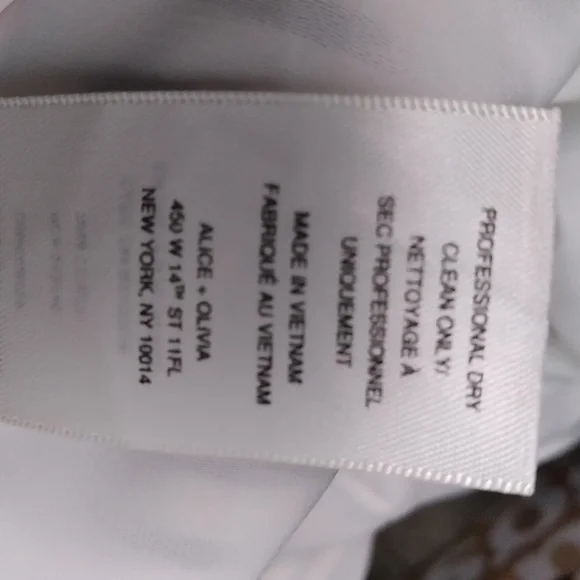 PROFESSIONAL DRY
CLEAN ONLY/
NETTOYAGE À
SEC PROFESSIONNEL
UNIQUEMENT
MADE IN VIETNAM
FABRIQUÉ AU VIETNAM
ALICE + OLIVIA
450 W 14TH ST 11FL
NEW YORK, NY 10014